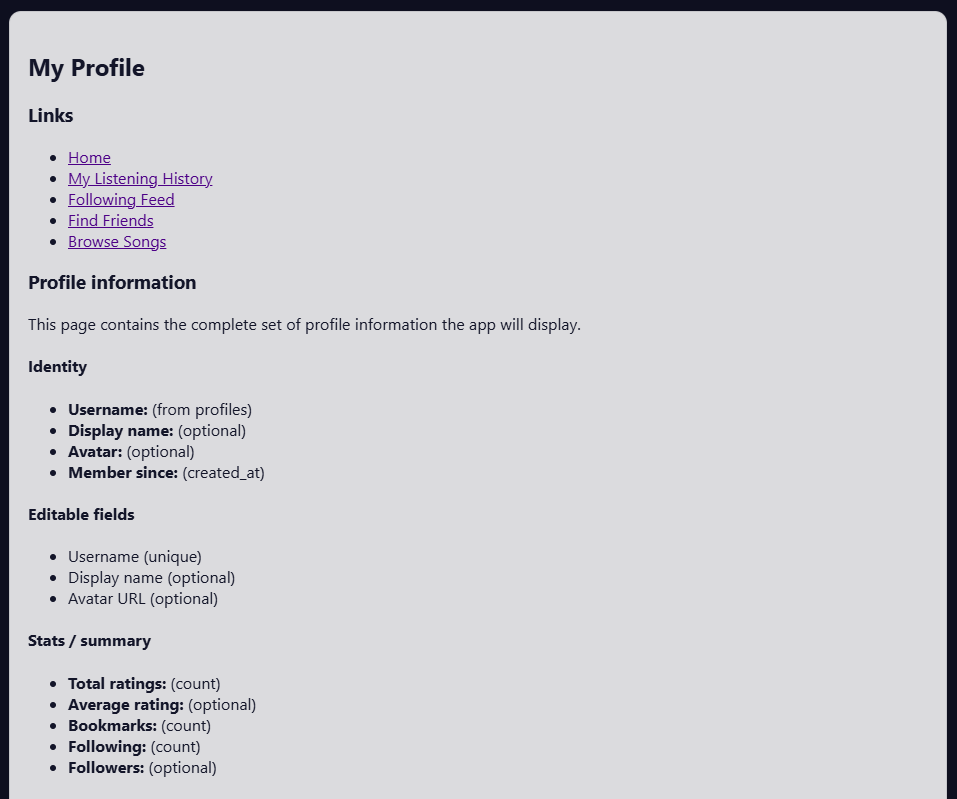 My Profile
Links
Home
My Listening History
Following Feed
Find Friends
Browse Songs
Profile information
This page contains the complete set of profile information the app will display.
Identity
Username: (from profiles)
Display name: (optional)
Avatar: (optional)
Member since: (created_at)
Editable fields
Username (unique)
Display name (optional)
Avatar URL (optional)
Stats / summary
Total ratings: (count)
Average rating: (optional)
Bookmarks: (count)
Following: (count)
Followers: (optional)